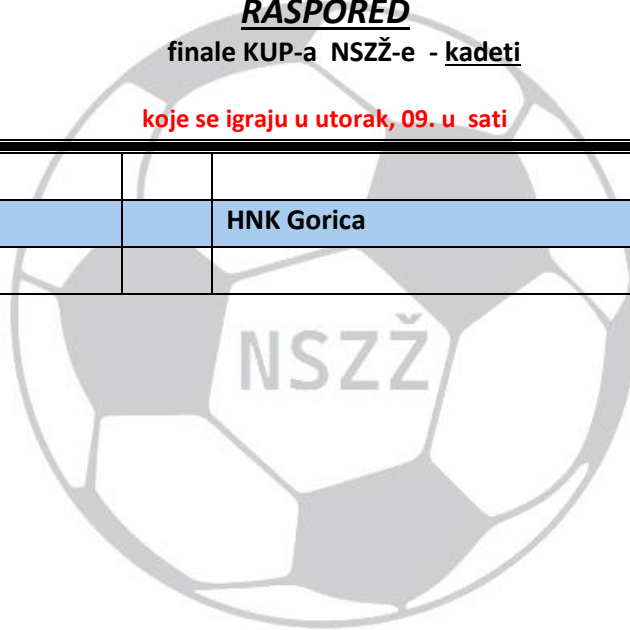 RASPORED
finale KUP-a NSZŽ-e - kadeti
koje se igraju u utorak, 09. u sati
HNK Gorica
NSZŽ